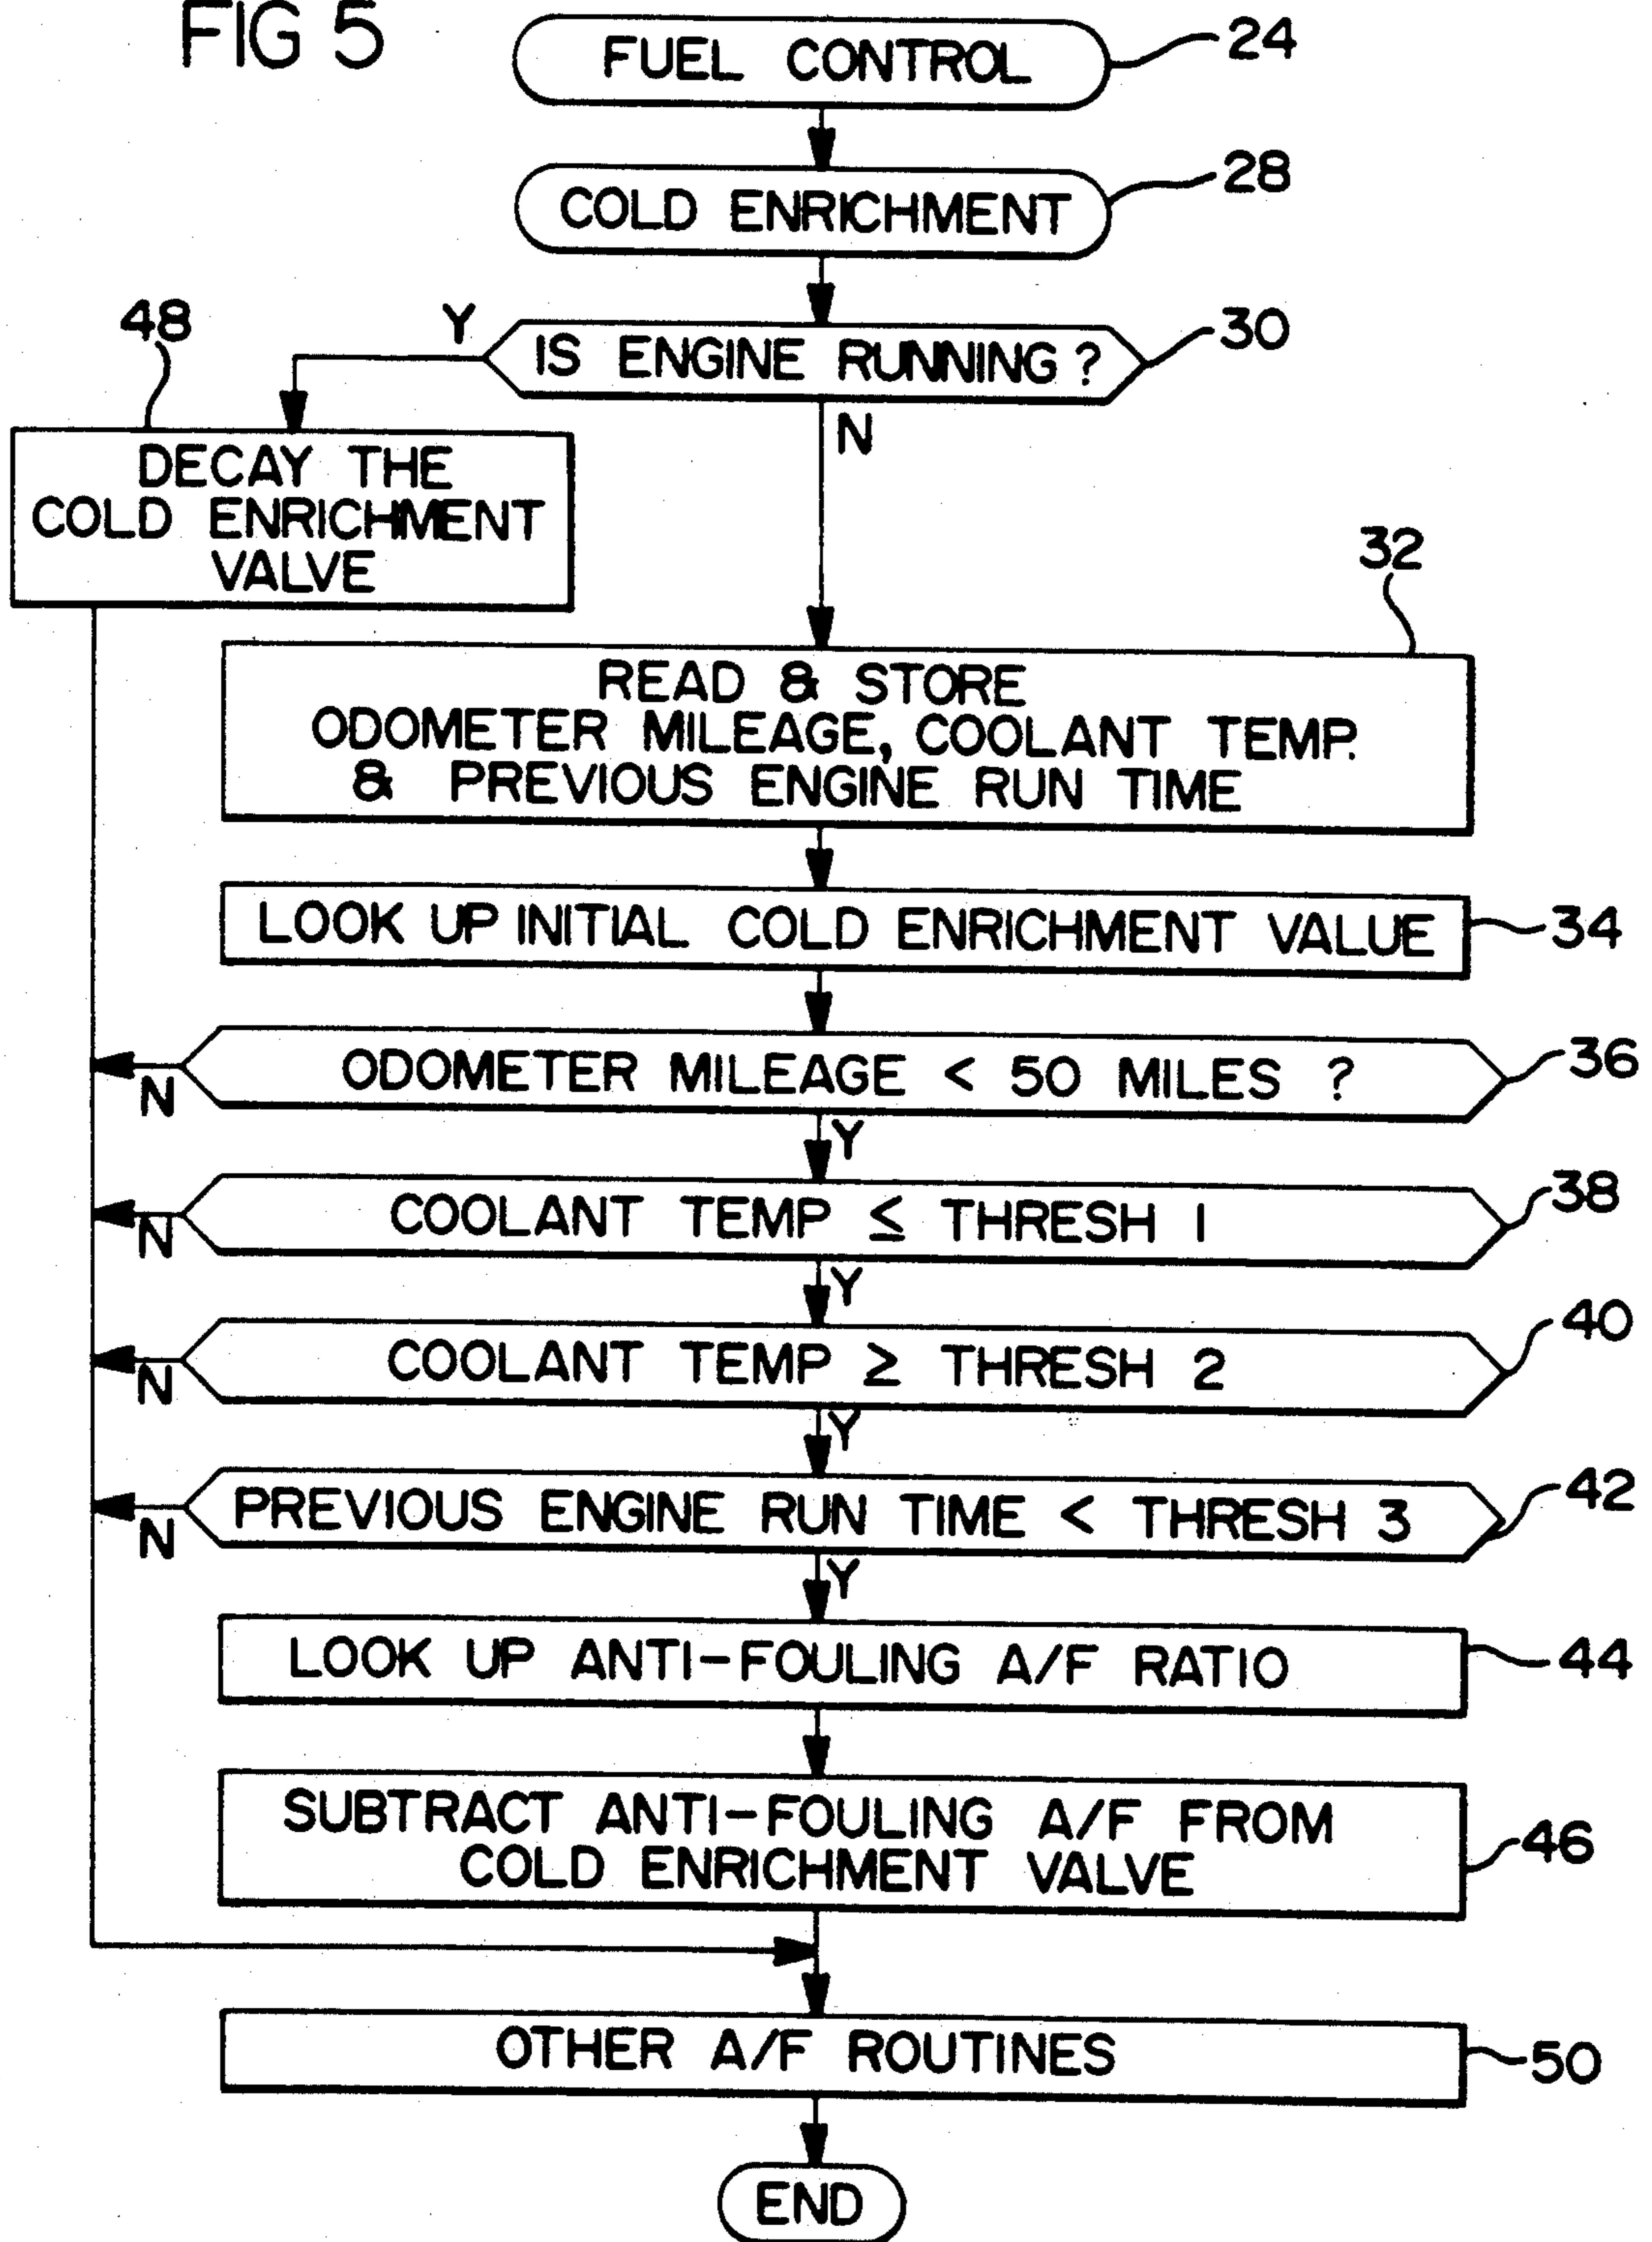 FIG 5
FUEL CONTROL
24
COLD ENRICHMENT
28
48
Y
IS ENGINE RUNNING ?
30
N
DECAY THE
COLD ENRICHMENT
VALVE
32
READ & STORE
ODOMETER MILEAGE, COOLANT TEMP.
& PREVIOUS ENGINE RUN TIME
LOOK UP INITIAL COLD ENRICHMENT VALUE
34
ODOMETER MILEAGE < 50 MILES ?
36
N
Y
COOLANT TEMP ≤ THRESH 1
38
N
Y
COOLANT TEMP ≥ THRESH 2
40
N
Y
PREVIOUS ENGINE RUN TIME < THRESH 3
42
N
Y
LOOK UP ANTI-FOULING A/F RATIO
44
SUBTRACT ANTI-FOULING A/F FROM
COLD ENRICHMENT VALVE
46
OTHER A/F ROUTINES
50
END